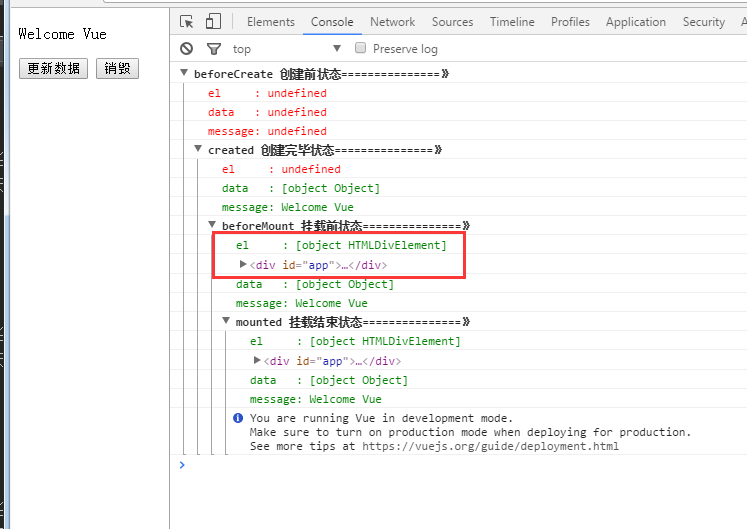 Welcome Vue
更新数据 销毁
Elements Console Network Sources Timeline Profiles Application Security
top Preserve log
beforeCreate 创建前状态===============》
el : undefined
data : undefined
message: undefined
created 创建完毕状态===============》
el : undefined
data : [object Object]
message: Welcome Vue
beforeMount 挂载前状态===============》
el : [object HTMLDivElement]
<div id="app">…</div>
data : [object Object]
message: Welcome Vue
mounted 挂载结束状态===============》
el : [object HTMLDivElement]
<div id="app">…</div>
data : [object Object]
message: Welcome Vue
You are running Vue in development mode.
Make sure to turn on production mode when deploying for production.
See more tips at https://vuejs.org/guide/deployment.html